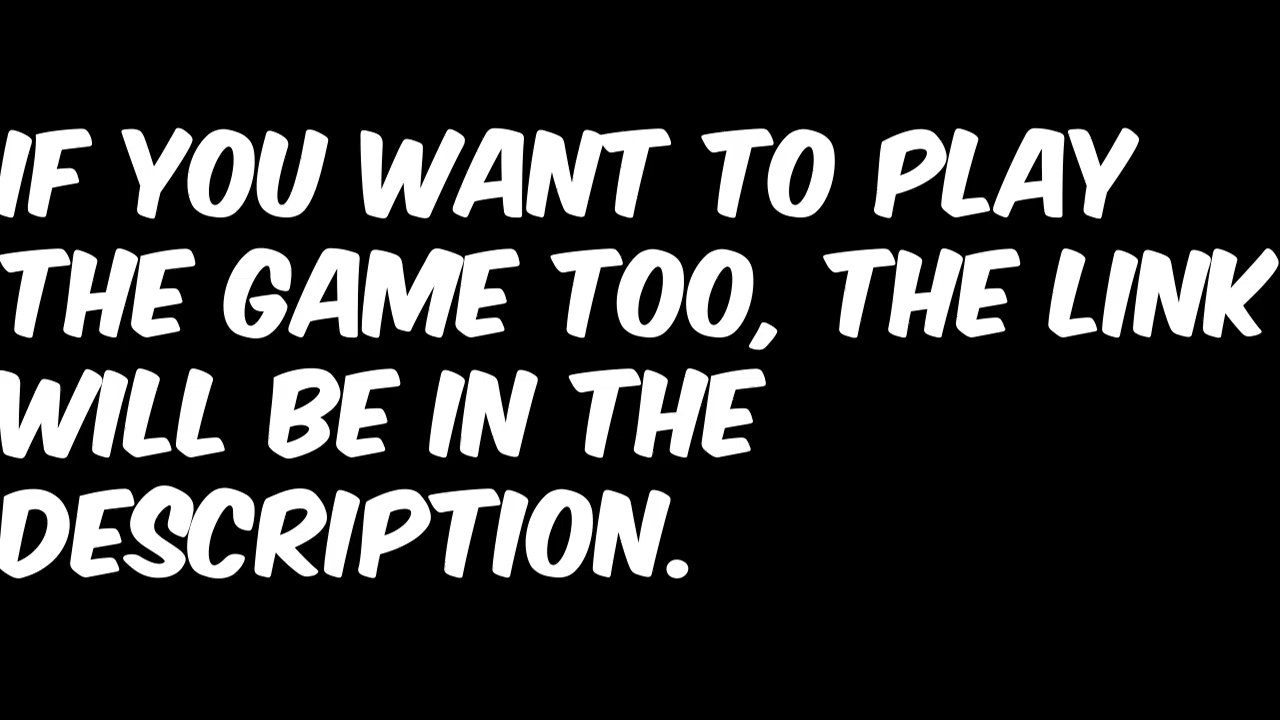 IF YOU WANT TO PLAY
THE GAME TOO, THE LINK
WILL BE IN THE
DESCRIPTION.